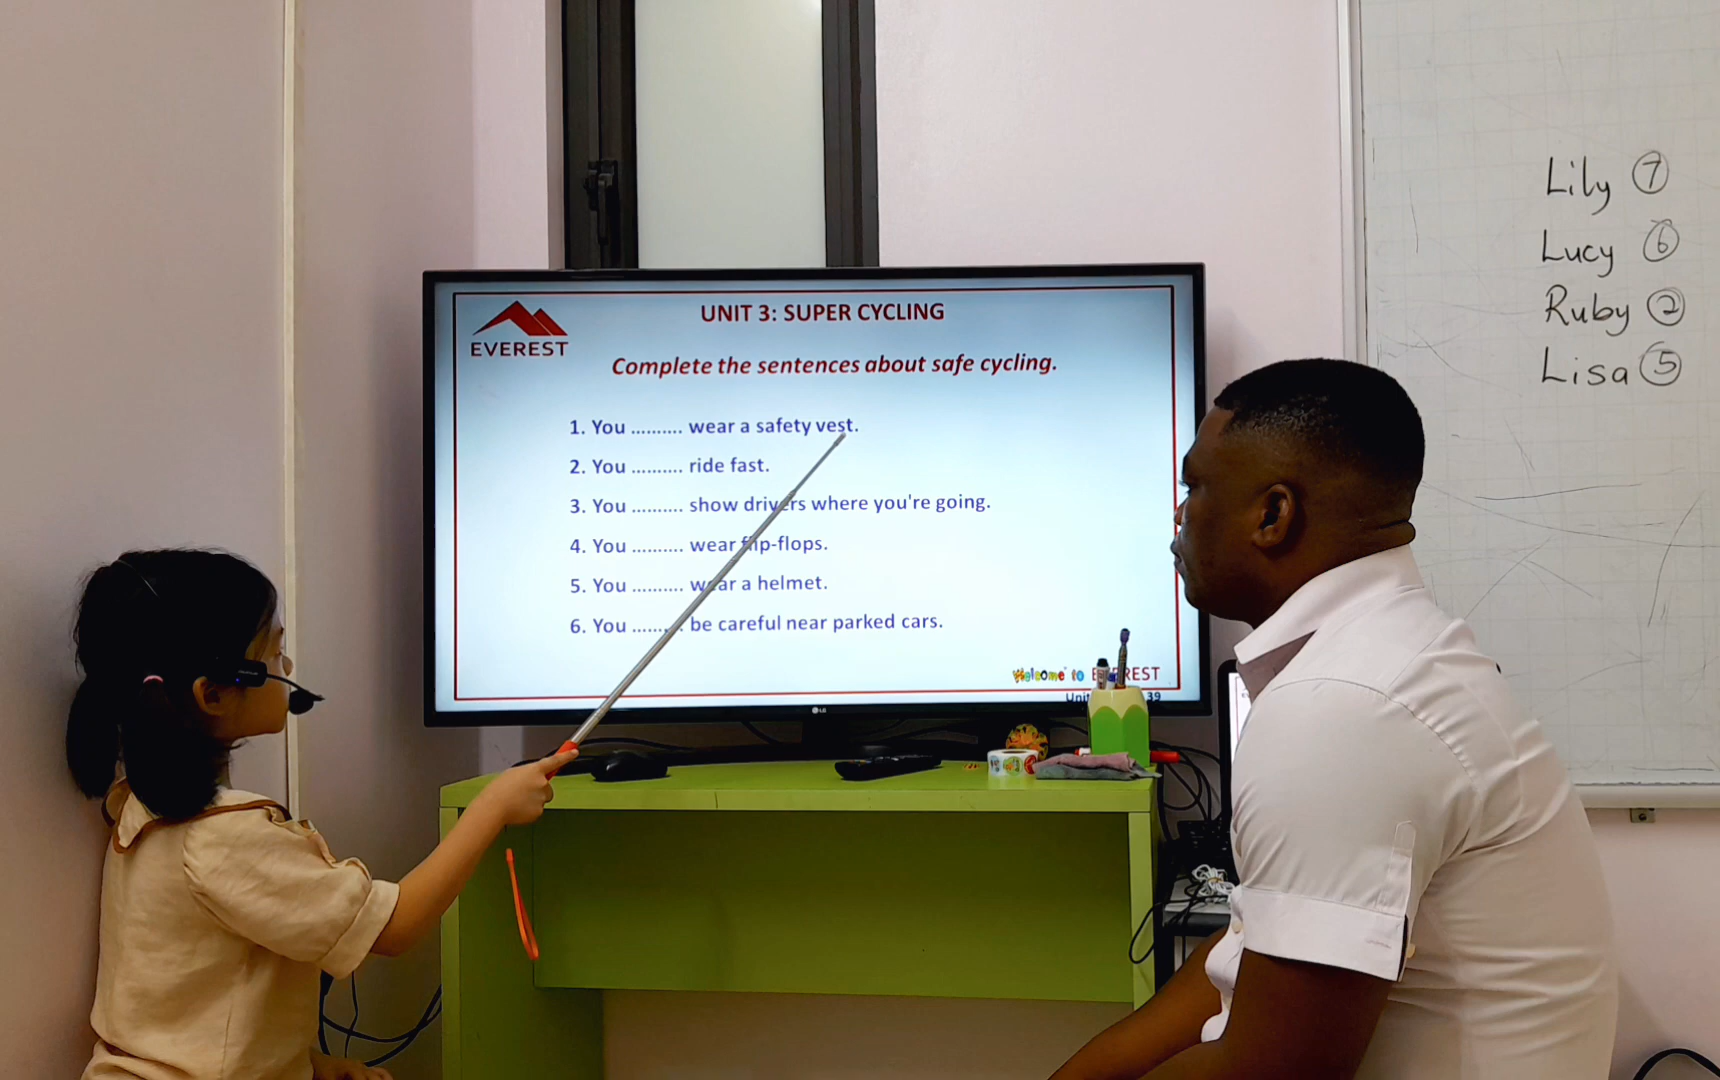 UNIT 3: SUPER CYCLING
EVEREST
Complete the sentences about safe cycling.
1. You .......... wear a safety vest.
2. You .......... ride fast.
3. You .......... show drivers where you're going.
4. You .......... wear flip-flops.
5. You .......... wear a helmet.
6. You .......... be careful near parked cars.
Welcome to EVEREST
Unit 39
LG
Lily 7
Lucy 6
Ruby 2
Lisa 5